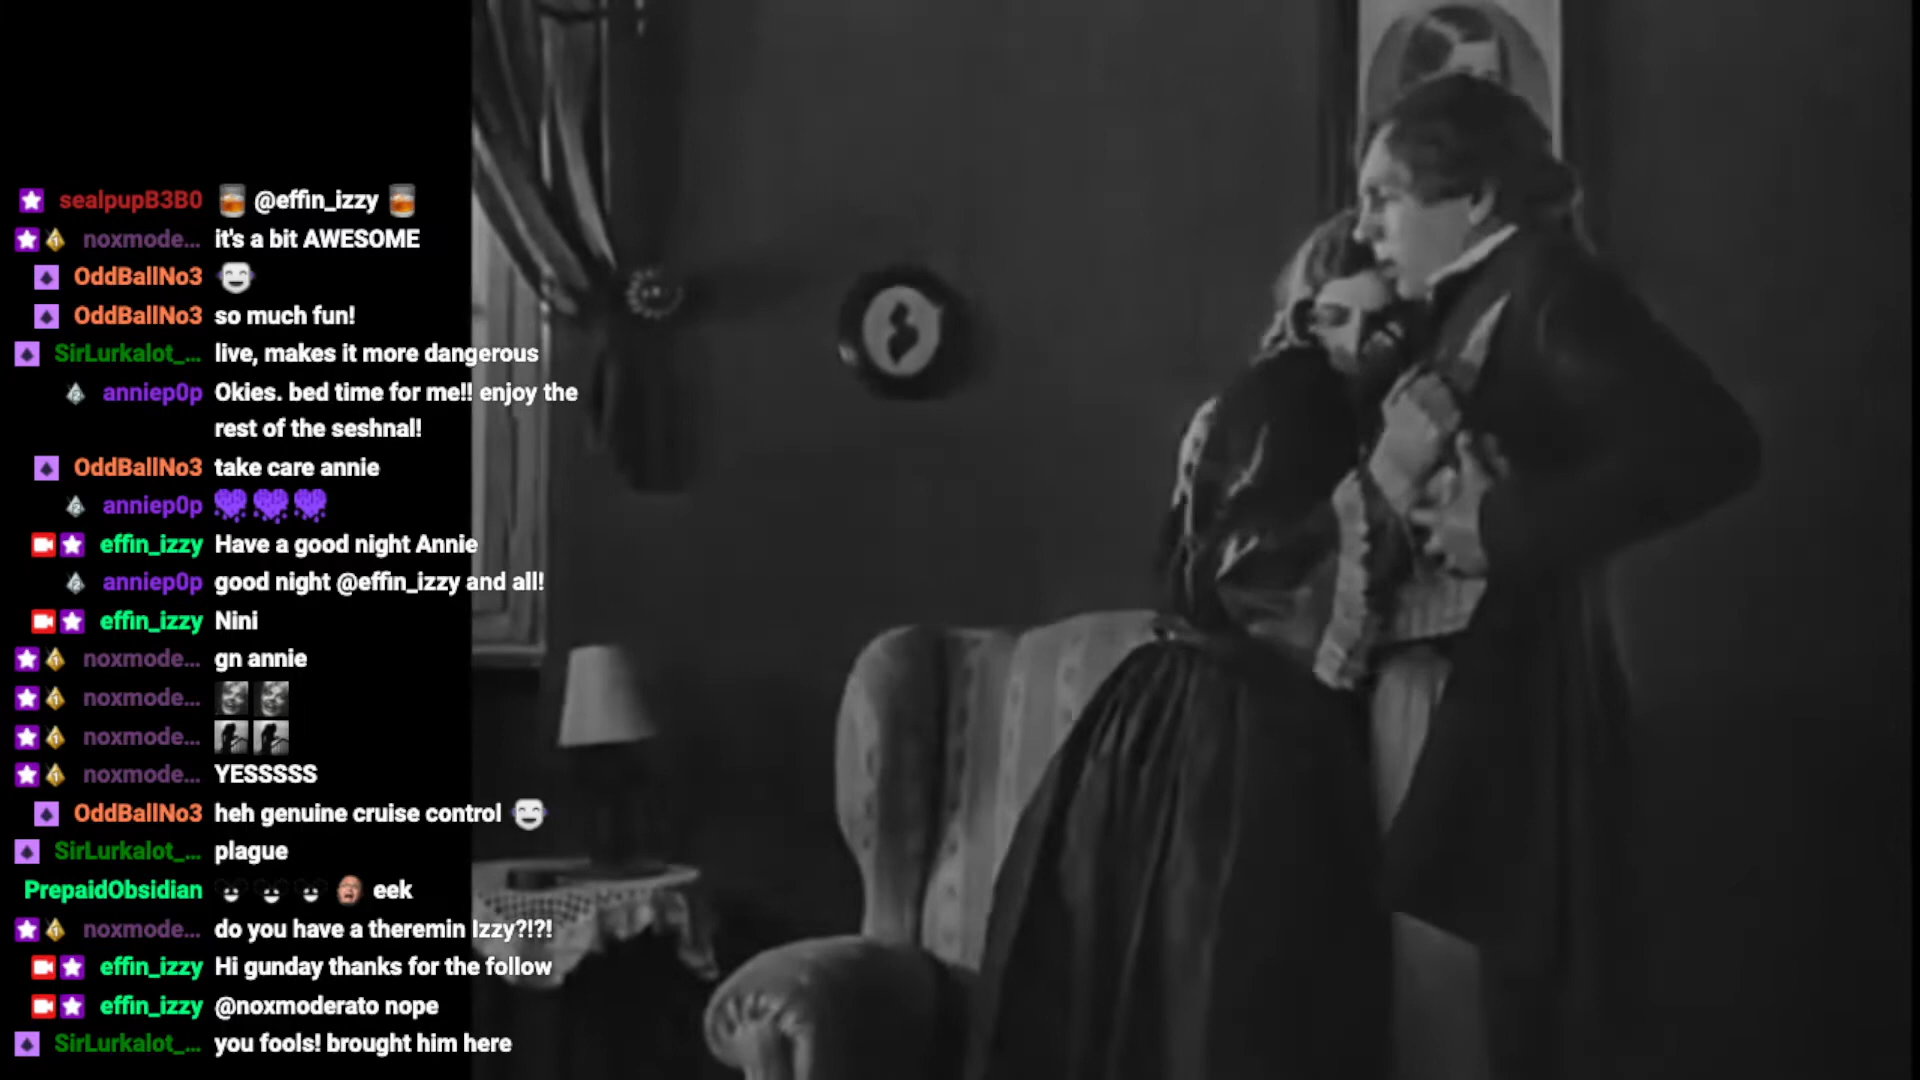 sealpupB3B0 @effin_izzy
noxmode... it's a bit AWESOME
OddBallNo3
OddBallNo3 so much fun!
SirLurkalot_... live, makes it more dangerous
anniep0p Okies. bed time for me!! enjoy the
rest of the seshnal!
OddBallNo3 take care annie
anniep0p
effin_izzy Have a good night Annie
anniep0p good night @effin_izzy and all!
effin_izzy Nini
noxmode... gn annie
noxmode...
noxmode...
noxmode... YESSSSS
OddBallNo3 heh genuine cruise control
SirLurkalot_... plague
PrepaidObsidian eek
noxmode... do you have a theremin Izzy?!?!
effin_izzy Hi gunday thanks for the follow
effin_izzy @noxmoderato nope
SirLurkalot_... you fools! brought him here